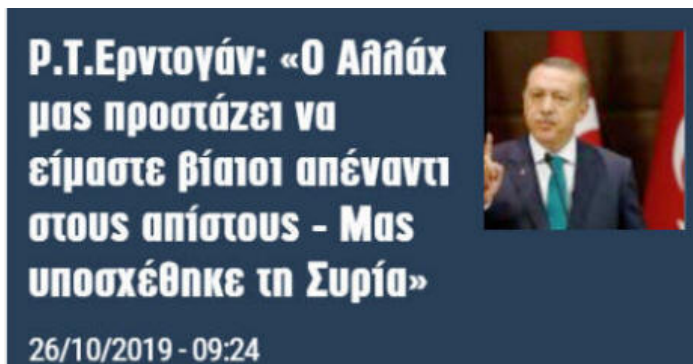 Ρ.Τ.Ερντογάν: «Ο Αλλάχ
μας προστάζει να
είμαστε βίαιοι απέναντι
στους απίστους - Μας
υποσχέθηκε τη Συρία»
26/10/2019 - 09:24